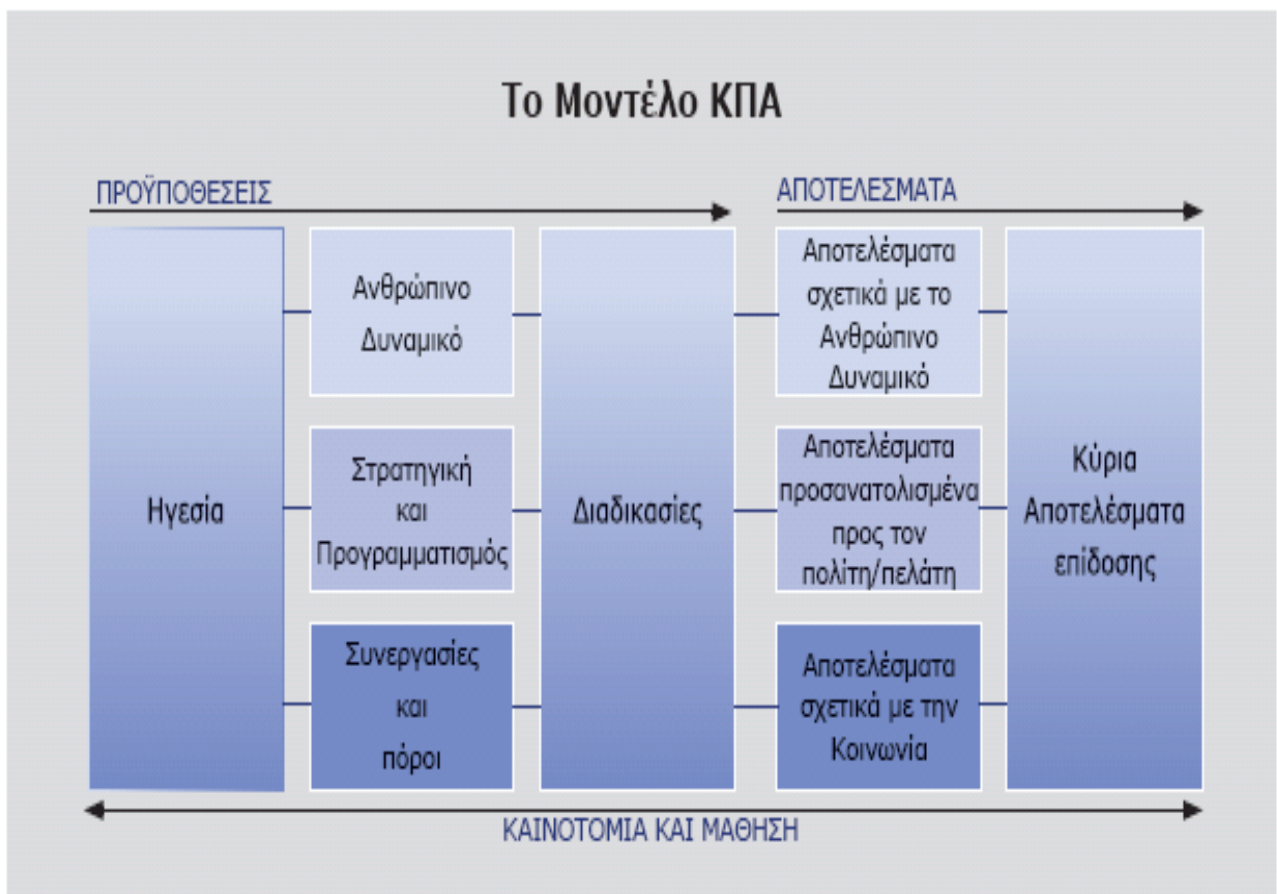 Το Μοντέλο ΚΠΑ
ΠΡΟΫΠΟΘΕΣΕΙΣ
ΑΠΟΤΕΛΕΣΜΑΤΑ
Ηγεσία
Ανθρώπινο
Δυναμικό
Στρατηγική
και
Προγραμματισμός
Συνεργασίες
και
πόροι
Διαδικασίες
Αποτελέσματα
σχετικά με το
Ανθρώπινο
Δυναμικό
Αποτελέσματα
προσανατολισμένα
προς τον
πολίτη/πελάτη
Αποτελέσματα
σχετικά με την
Κοινωνία
Κύρια
Αποτελέσματα
επίδοσης
ΚΑΙΝΟΤΟΜΙΑ ΚΑΙ ΜΑΘΗΣΗ